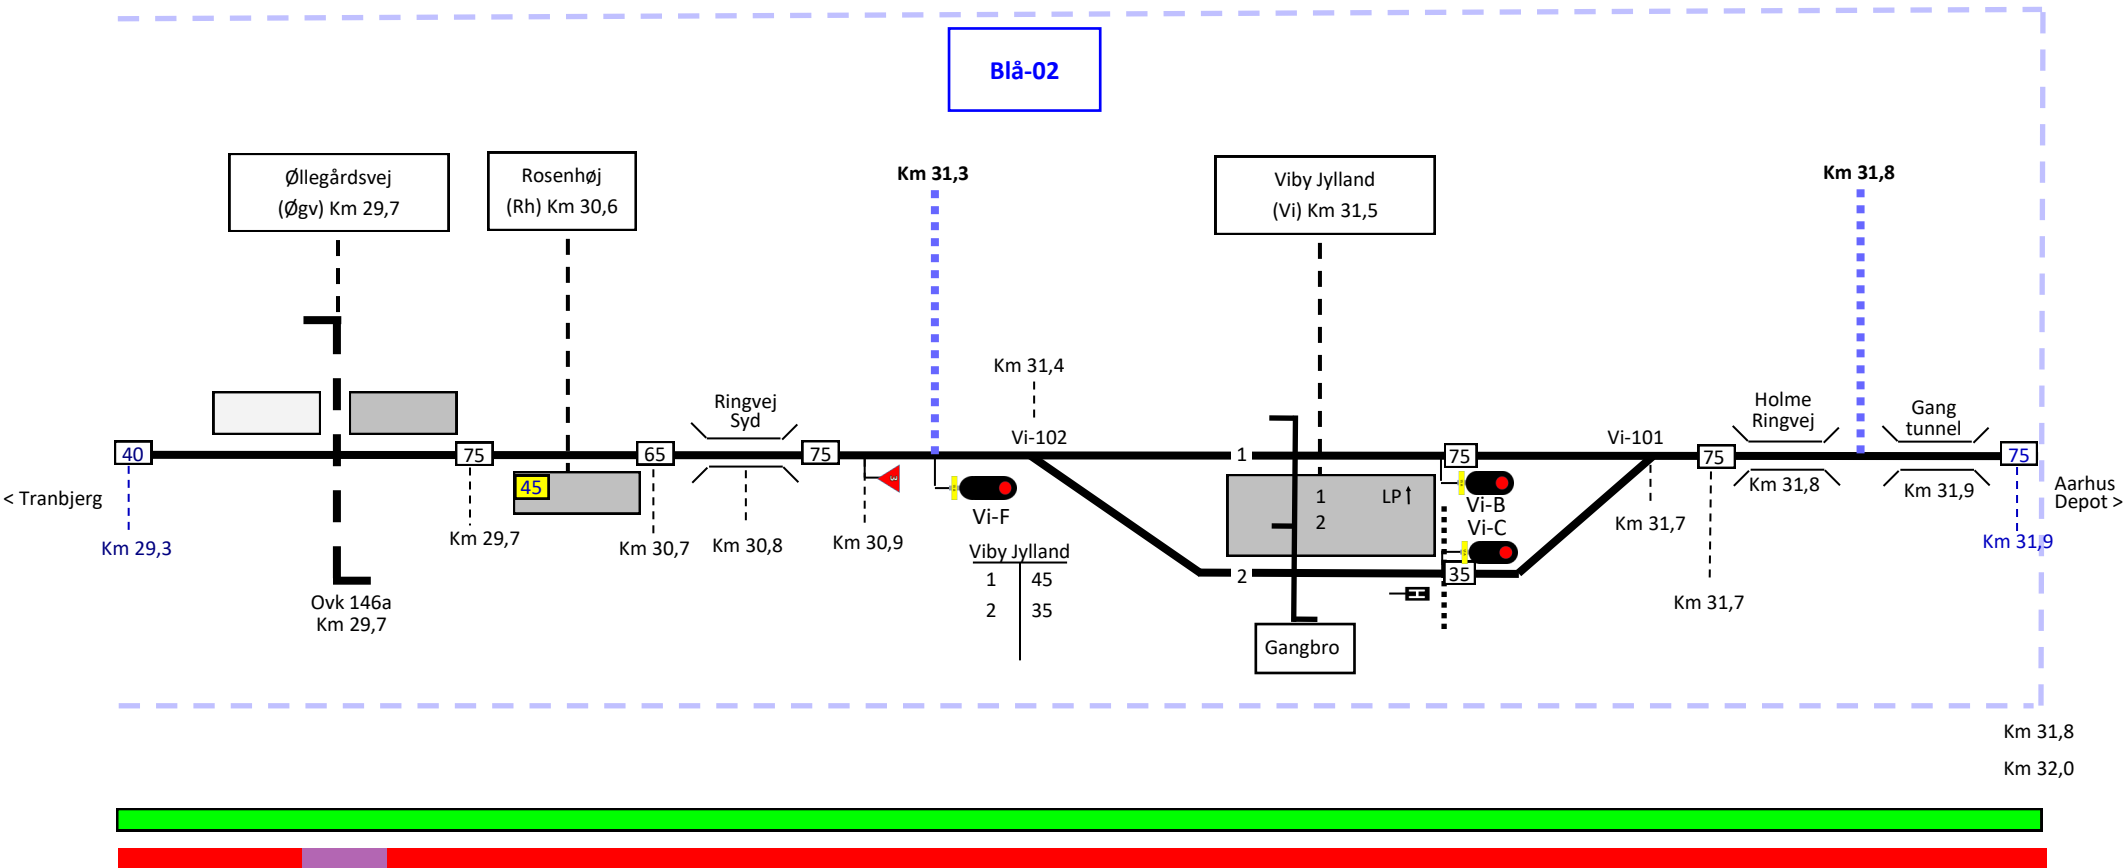 Blå-02
Øllegårdsvej
(Øgv) Km 29,7
Rosenhøj
(Rh) Km 30,6
Km 31,3
Viby Jylland
(Vi) Km 31,5
Km 31,8
Km 31,4
Ringvej
Syd
Vi-102
Vi-101
Holme
Ringvej
Gang
tunnel
40
75
65
75
1
75
75
75
< Tranbjerg
45
3
1
2
LP
Vi-B
Vi-C
Aarhus
Depot >
Km 29,3
Km 29,7
Km 30,7
Km 30,8
Km 30,9
Vi-F
Km 31,7
Km 31,8
Km 31,9
Km 31,9
Viby Jylland
1 45
2 35
2
35
H
Km 31,7
Ovk 146a
Km 29,7
Gangbro
Km 31,8
Km 32,0